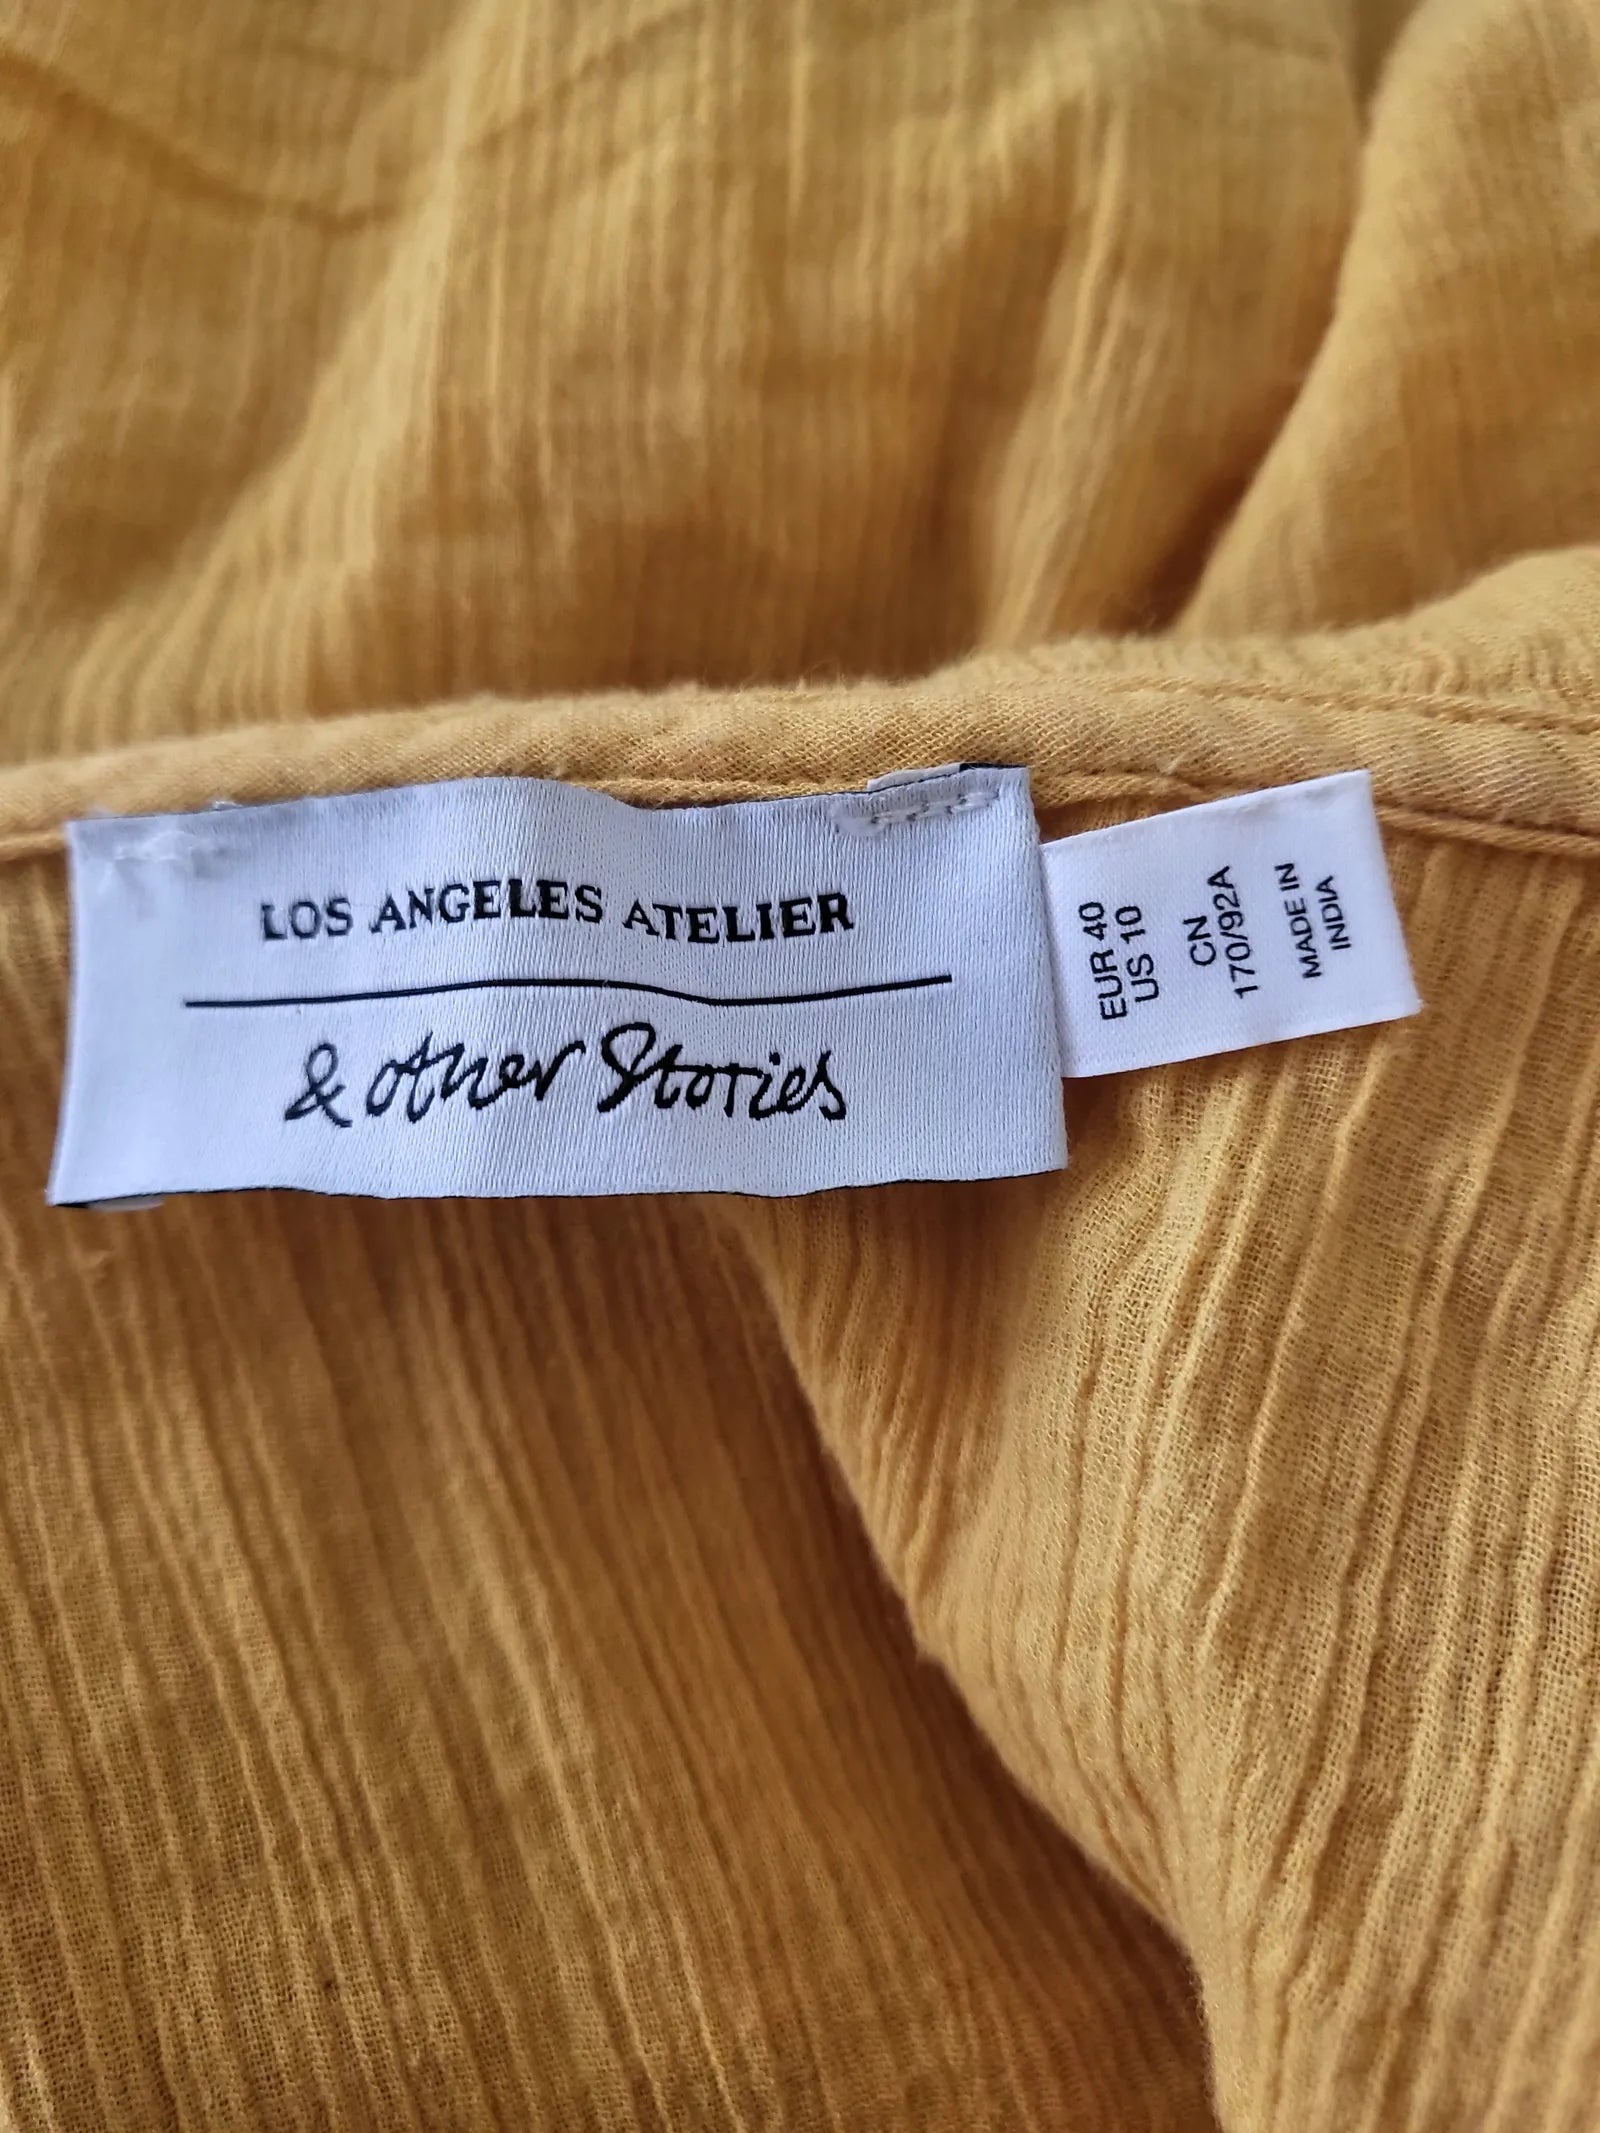 LOS ANGELES ATELIER
& other Stories
EUR 40
US 10
CN
170/92A
MADE IN
INDIA